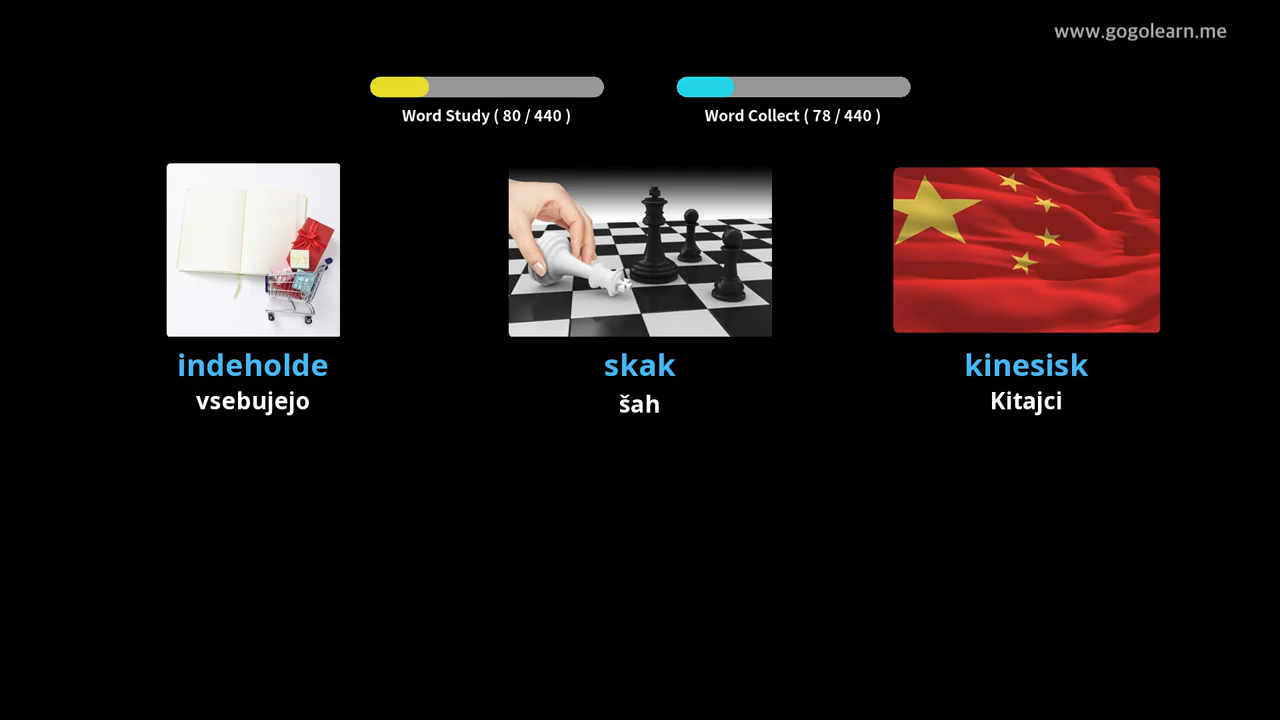 www.gogolearn.me
Word Study ( 80 / 440 )
Word Collect ( 78 / 440 )
indeholde
vsebujejo
skak
šah
kinesisk
Kitajci